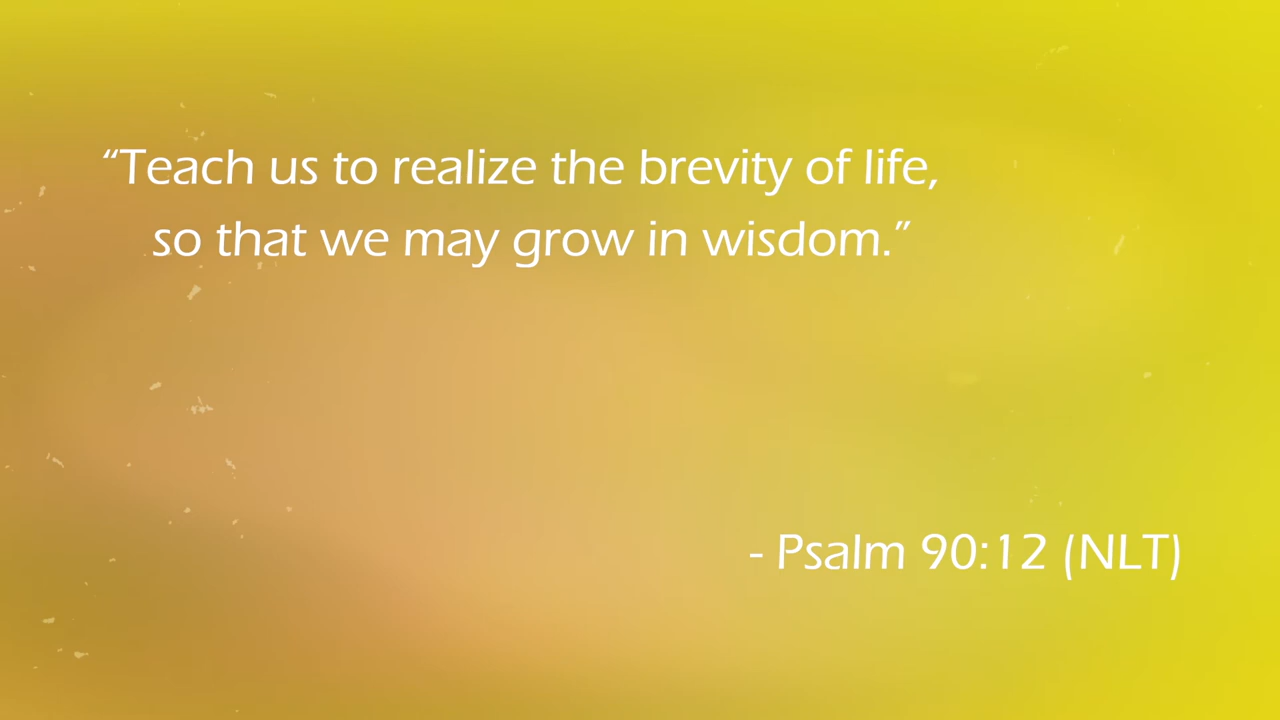 “Teach us to realize the brevity of life,
so that we may grow in wisdom.”
- Psalm 90:12 (NLT)